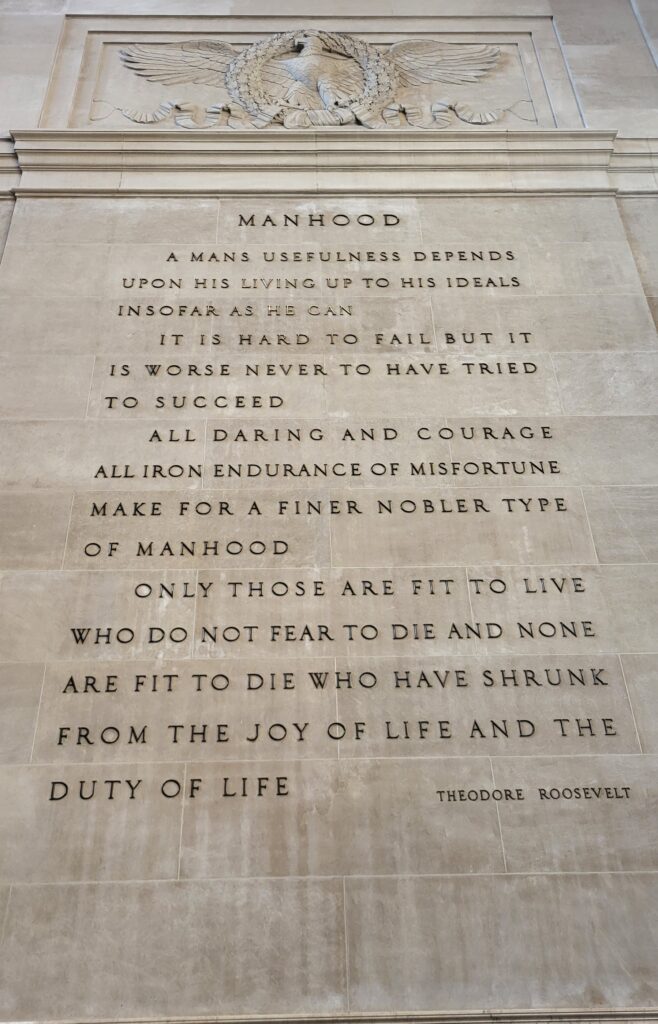 MANHOOD
A MANS USEFULNESS DEPENDS
UPON HIS LIVING UP TO HIS IDEALS
INSOFAR AS HE CAN
IT IS HARD TO FAIL BUT IT
IS WORSE NEVER TO HAVE TRIED
TO SUCCEED
ALL DARING AND COURAGE
ALL IRON ENDURANCE OF MISFORTUNE
MAKE FOR A FINER NOBLER TYPE
OF MANHOOD
ONLY THOSE ARE FIT TO LIVE
WHO DO NOT FEAR TO DIE AND NONE
ARE FIT TO DIE WHO HAVE SHRUNK
FROM THE JOY OF LIFE AND THE
DUTY OF LIFE
THEODORE ROOSEVELT